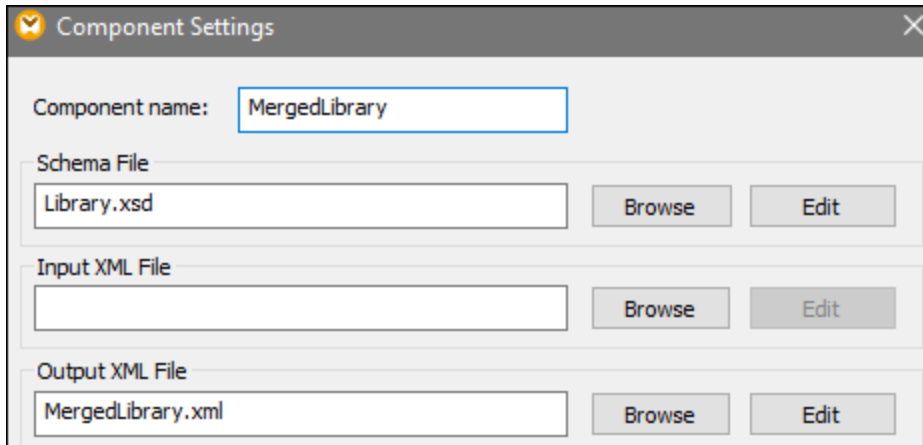 Component Settings
Component name: MergedLibrary
Schema File
Library.xsd Browse Edit
Input XML File
Browse Edit
Output XML File
MergedLibrary.xml Browse Edit